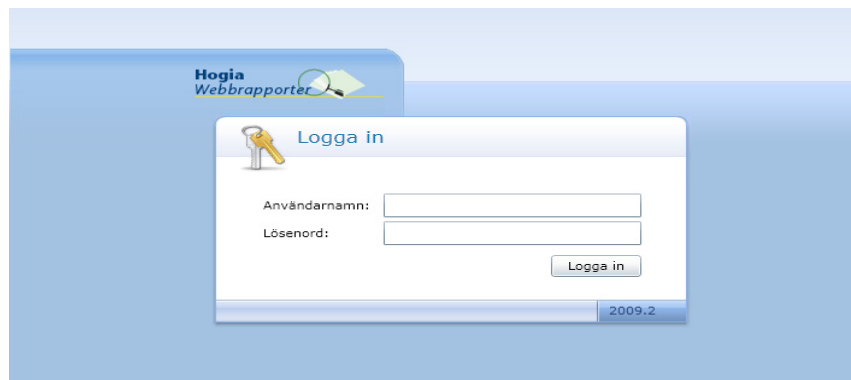 Hogia
Webbrapporter
Logga in
Användarnamn:
Lösenord:
Logga in
2009.2